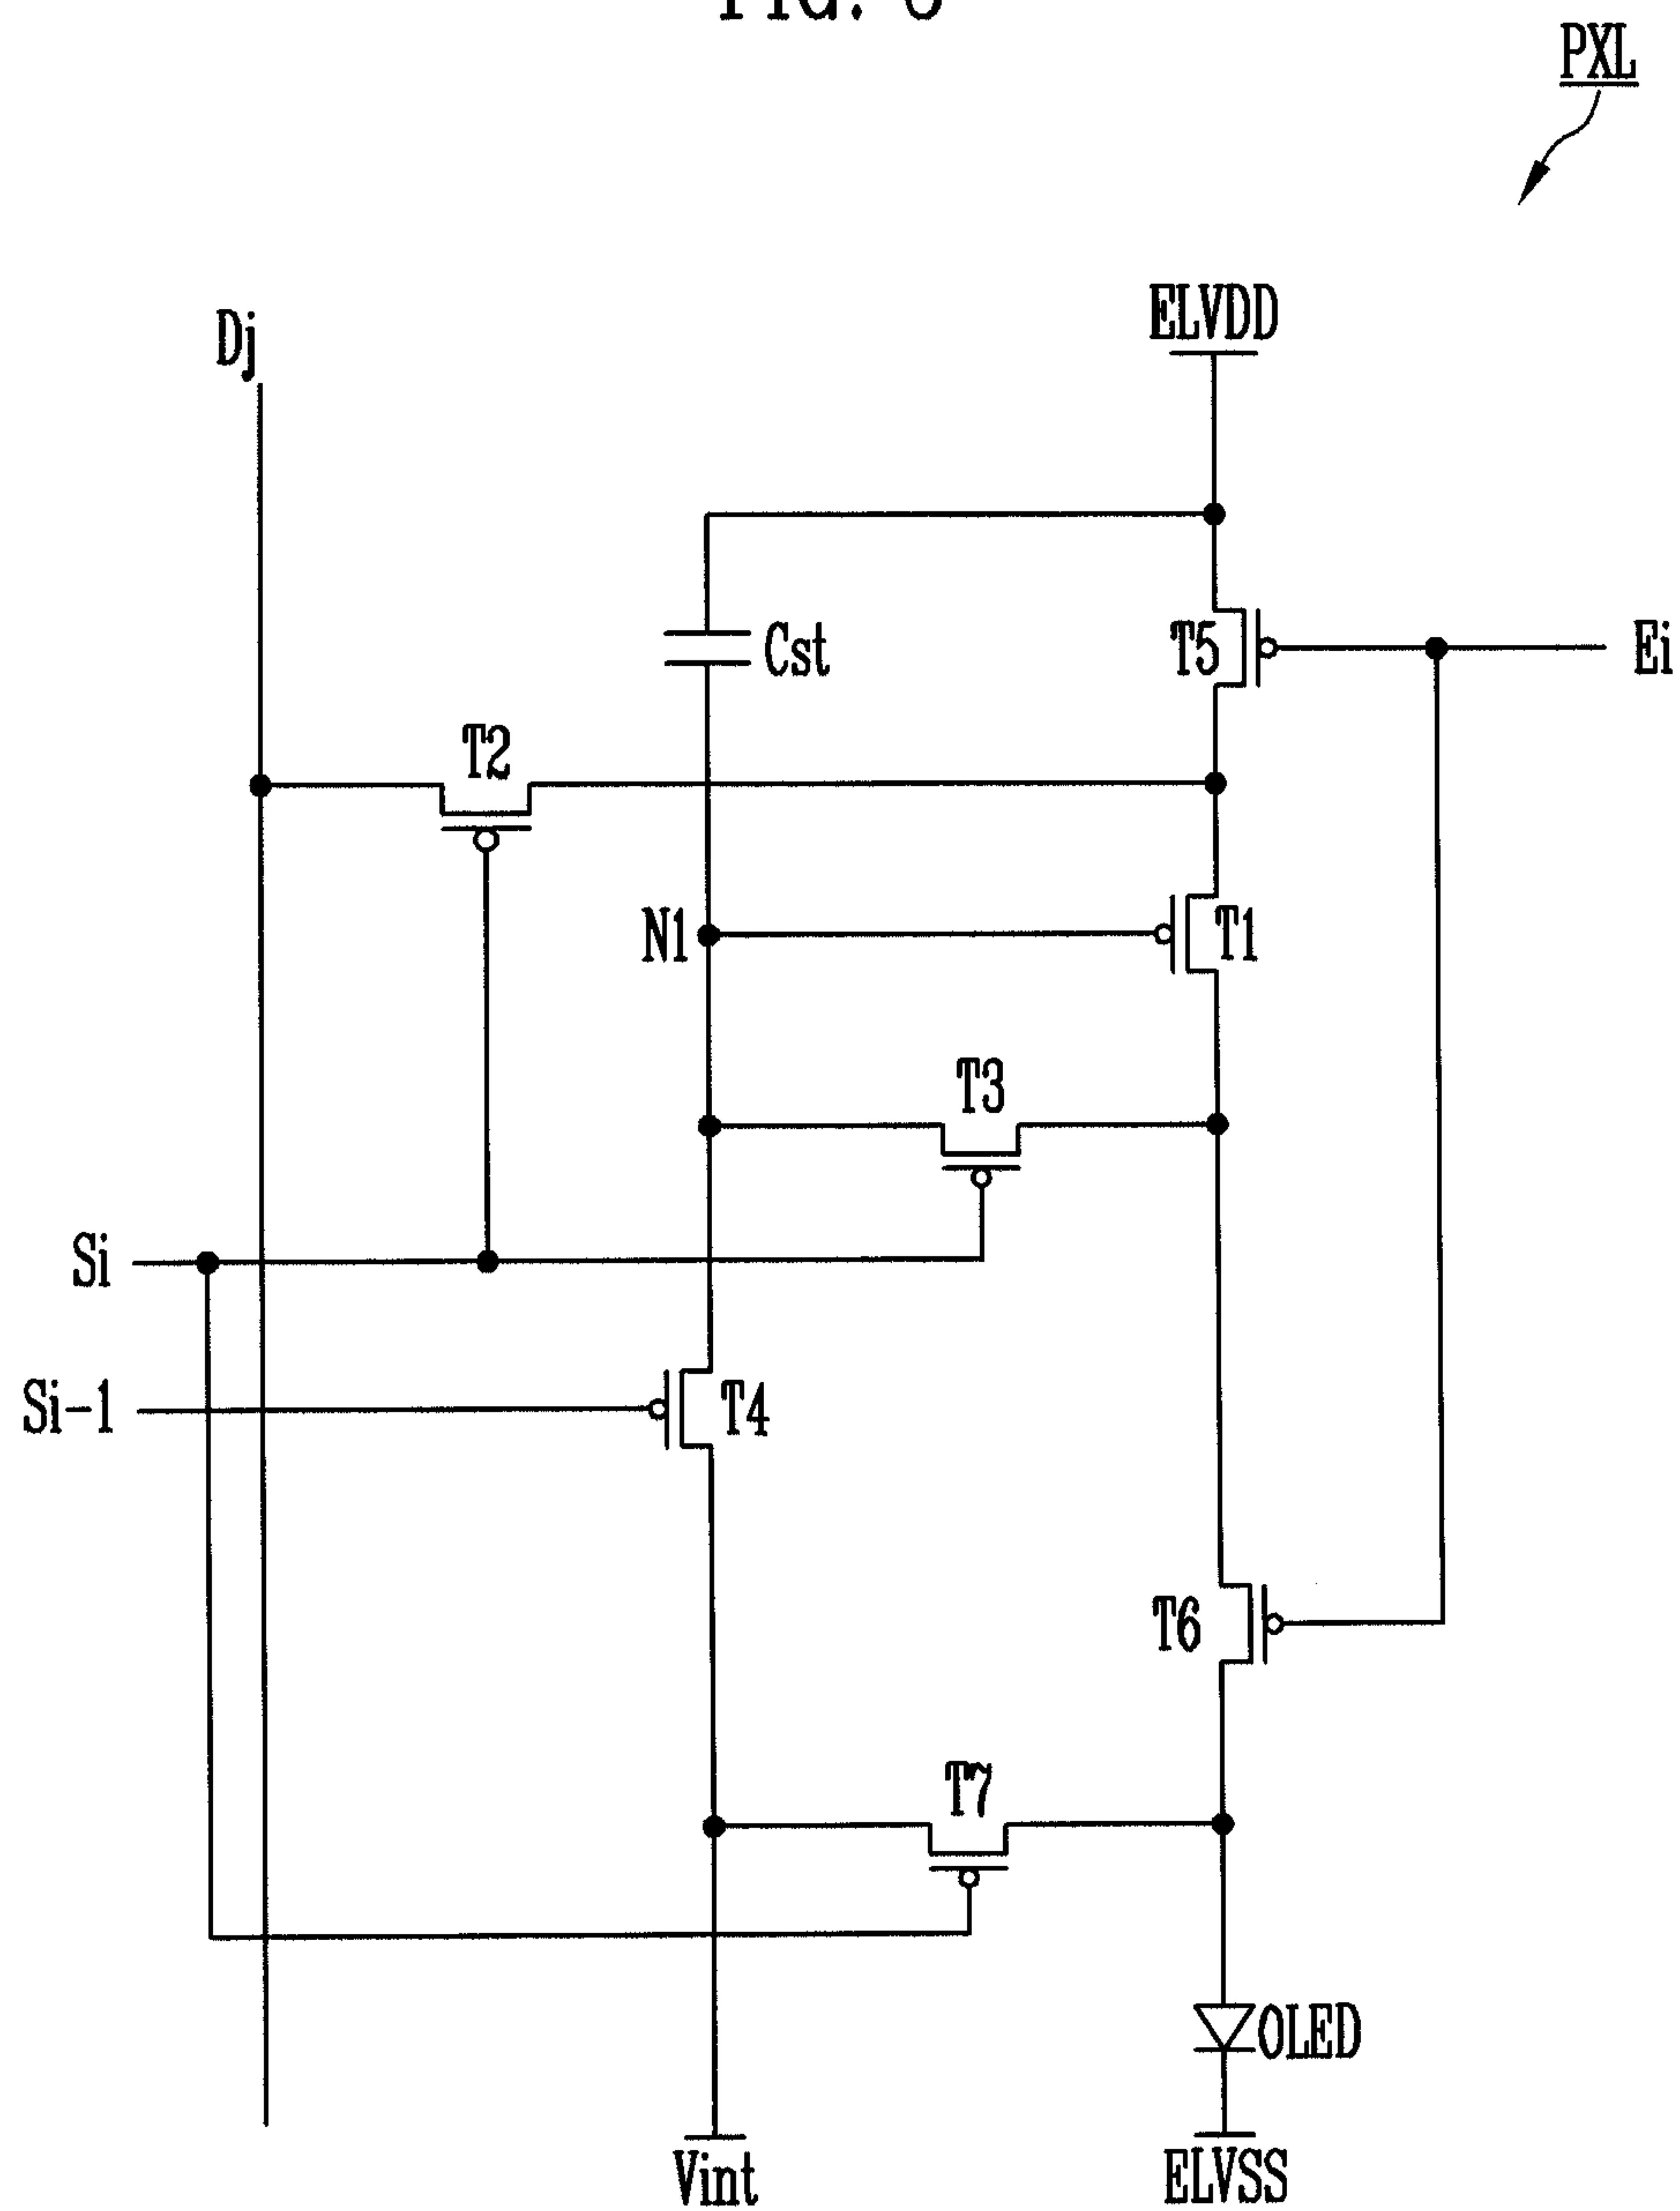 PXL
Dj
ELVDD
Cst
T5
Ei
T2
N1
T1
T3
Si
Si-1
T4
T6
T7
OLED
Vint
ELVSS